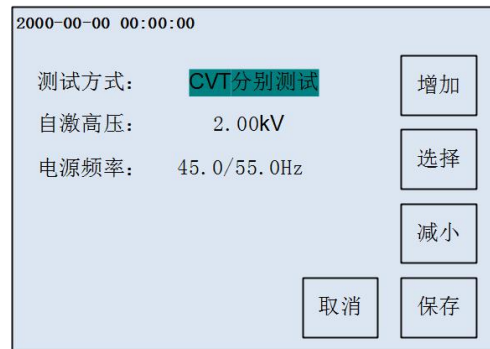 2000-00-00 00:00:00
测试方式： CVT分别测试
增加
自激高压： 2.00kV
电源频率： 45.0/55.0Hz
选择
减小
取消
保存